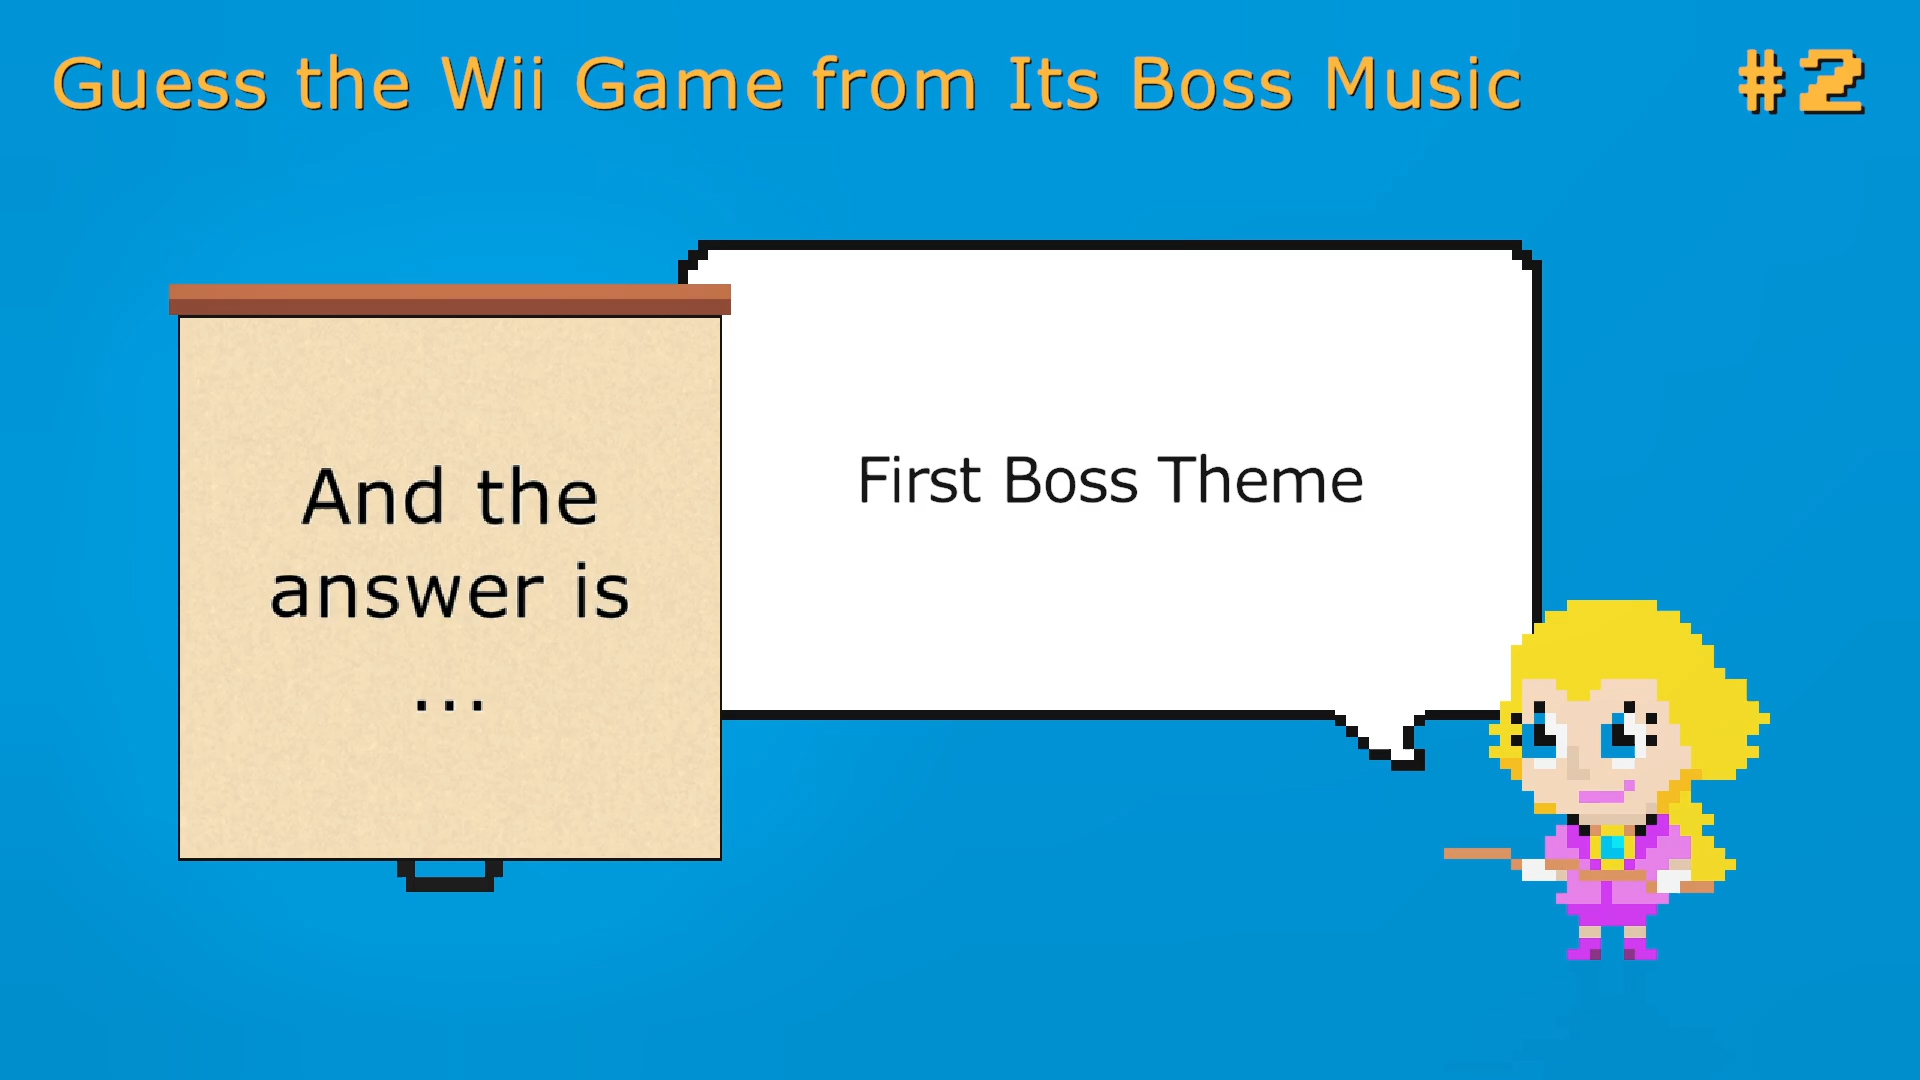 Guess the Wii Game from Its Boss Music
#2
And the
answer is
...
First Boss Theme